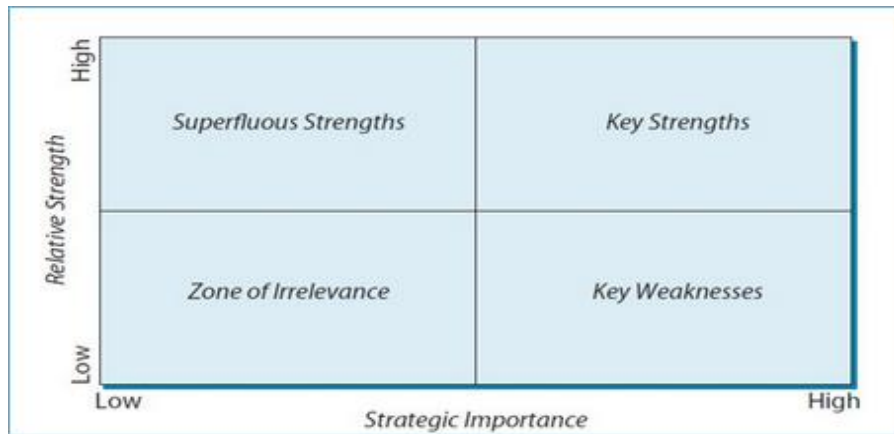 High
Superfluous Strengths
Key Strengths
Relative Strength
Zone of Irrelevance
Key Weaknesses
Low
Low
High
Strategic Importance